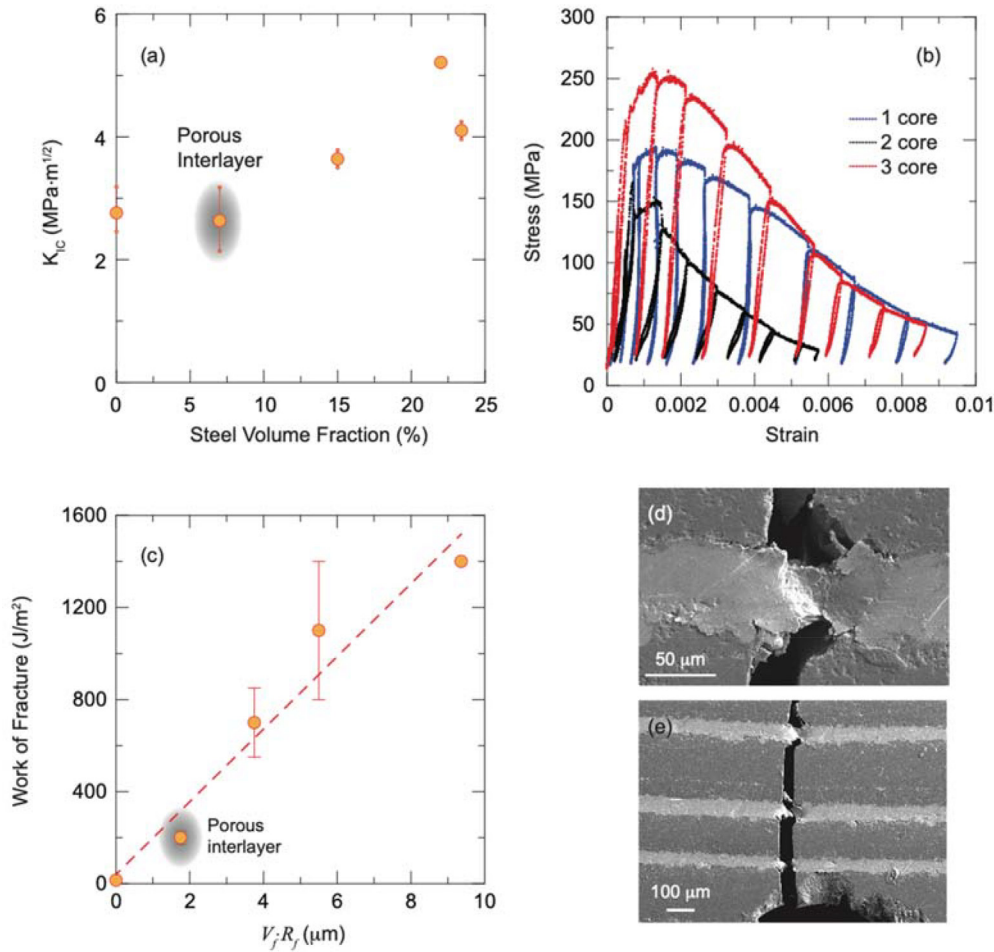 (a)
Porous
Interlayer
K_IC (MPa·m^1/2)
6
4
2
0
0 5 10 15 20 25
Steel Volume Fraction (%)
(b)
1 core
2 core
3 core
Stress (MPa)
300
250
200
150
100
50
0
0 0.002 0.004 0.006 0.008 0.01
Strain
(c)
Porous
interlayer
Work of Fracture (J/m²)
1600
1200
800
400
0
0 2 4 6 8 10
V_f·R_f (μm)
(d)
50 μm
(e)
100 μm